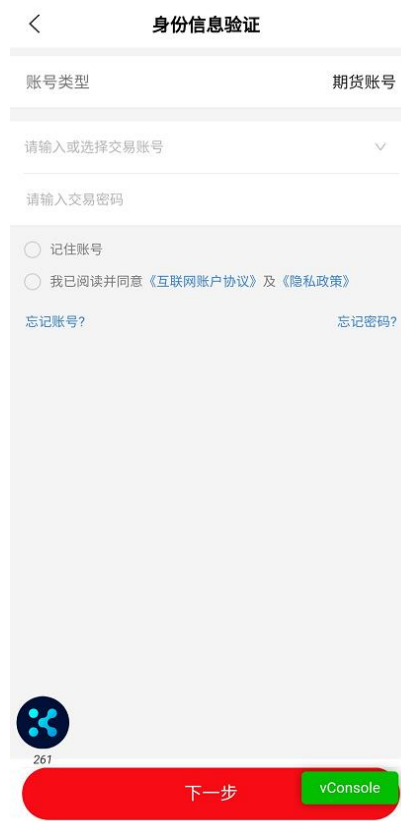 身份信息验证
账号类型 期货账号
请输入或选择交易账号
请输入交易密码
记住账号
我已阅读并同意《互联网账户协议》及《隐私政策》
忘记账号? 忘记密码?
261
下一步 vConsole